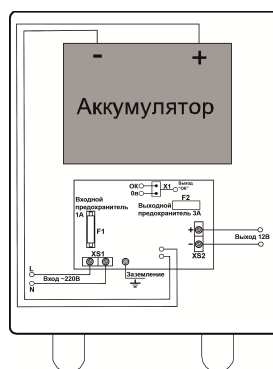 - +
Аккумулятор
ОК
0в
X1
Выход
"ОК"
Входной
предохранитель
1А
F1
F2
Выходной
предохранитель 3А
+
-
Выход 12В
XS2
XS1
L
Вход ~220В
N
Заземление